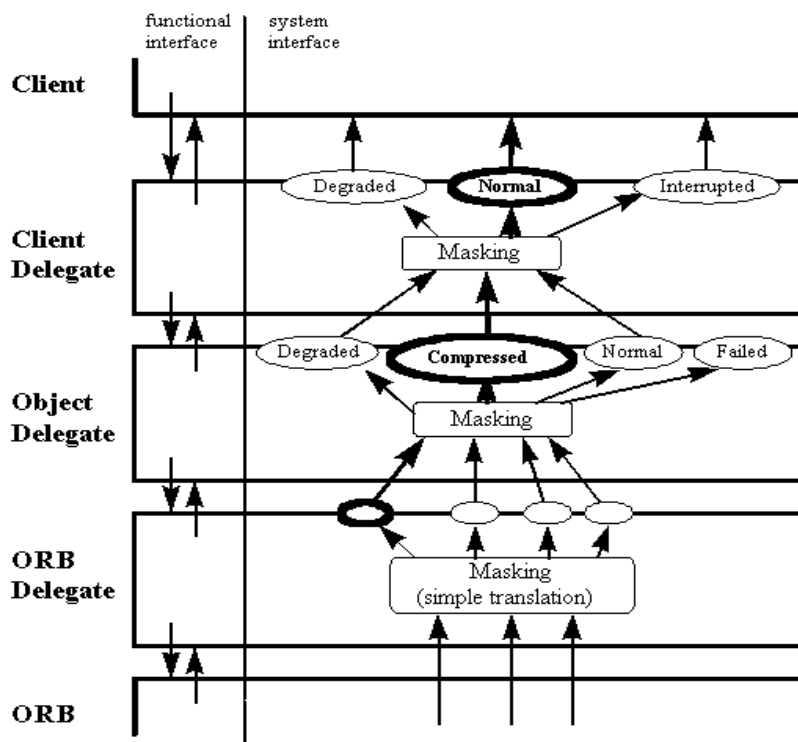 functional
interface
system
interface
Client
Degraded
Normal
Interrupted
Client
Delegate
Masking
Degraded
Compressed
Normal
Failed
Object
Delegate
Masking
ORB
Delegate
Masking
(simple translation)
ORB